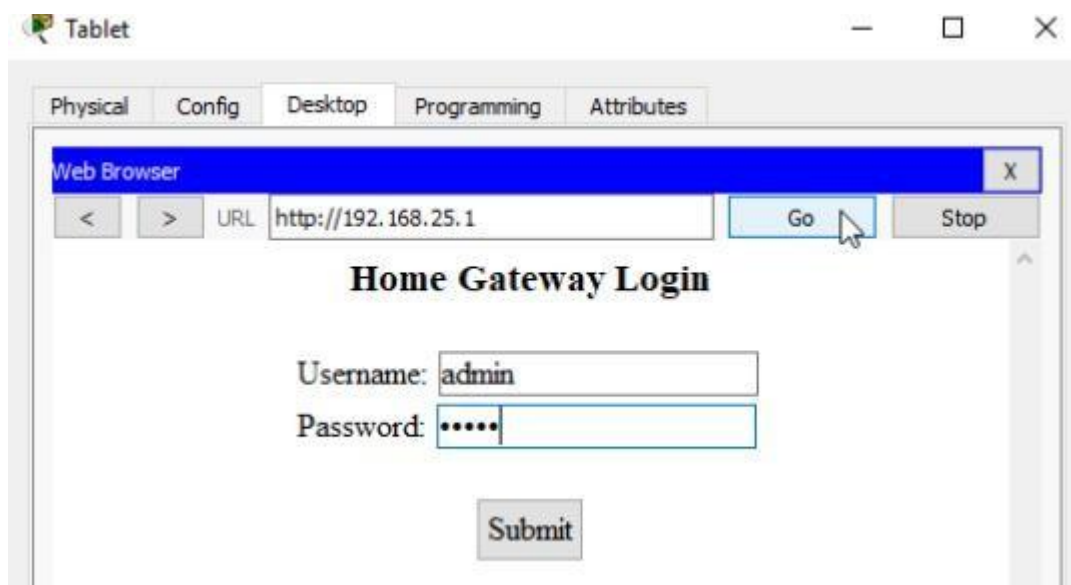 Tablet
Physical Config Desktop Programming Attributes
Web Browser X
< > URL http://192.168.25.1 Go Stop
Home Gateway Login
Username: admin
Password: •••••
Submit